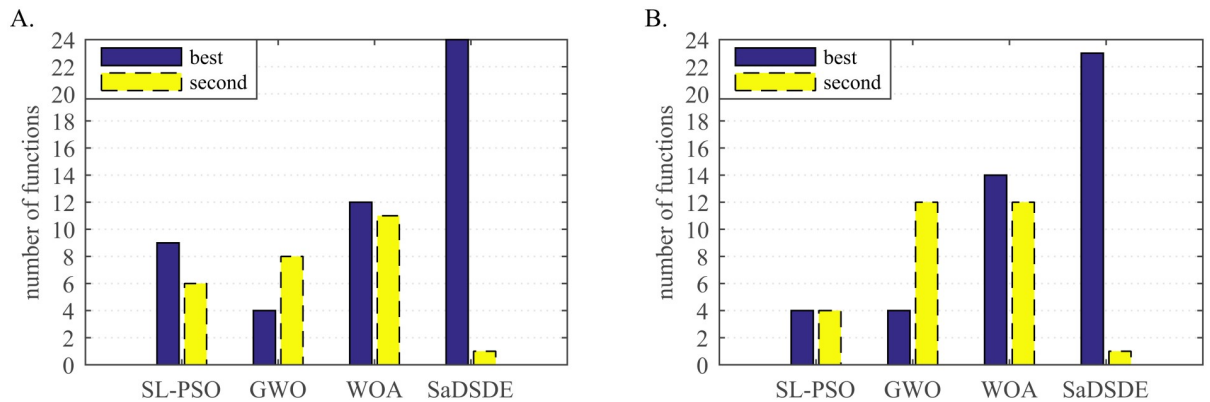 A.
number of functions
24
22
20
18
16
14
12
10
8
6
4
2
0
best
second
SL-PSO GWO WOA SaDSDE
B.
number of functions
24
22
20
18
16
14
12
10
8
6
4
2
0
best
second
SL-PSO GWO WOA SaDSDE